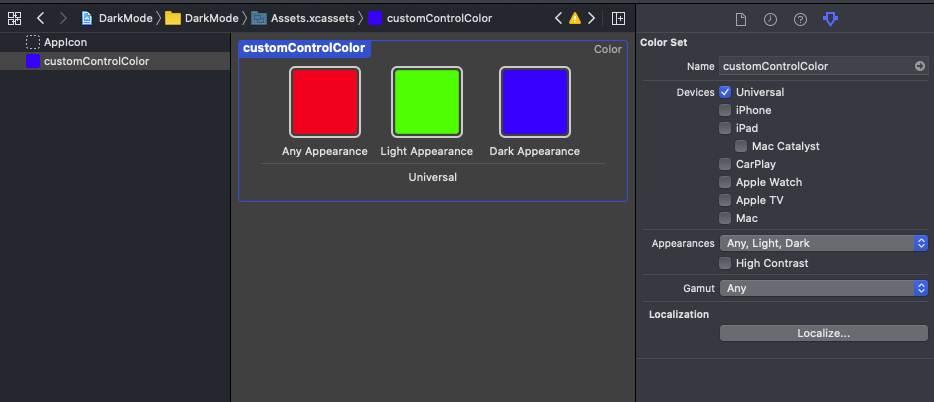 DarkMode DarkMode Assets.xcassets customControlColor
AppIcon
customControlColor
customControlColor
Color
Any Appearance
Light Appearance
Dark Appearance
Universal
Color Set
Name customControlColor
Devices Universal
iPhone
iPad
Mac Catalyst
CarPlay
Apple Watch
Apple TV
Mac
Appearances Any, Light, Dark
High Contrast
Gamut Any
Localization
Localize...